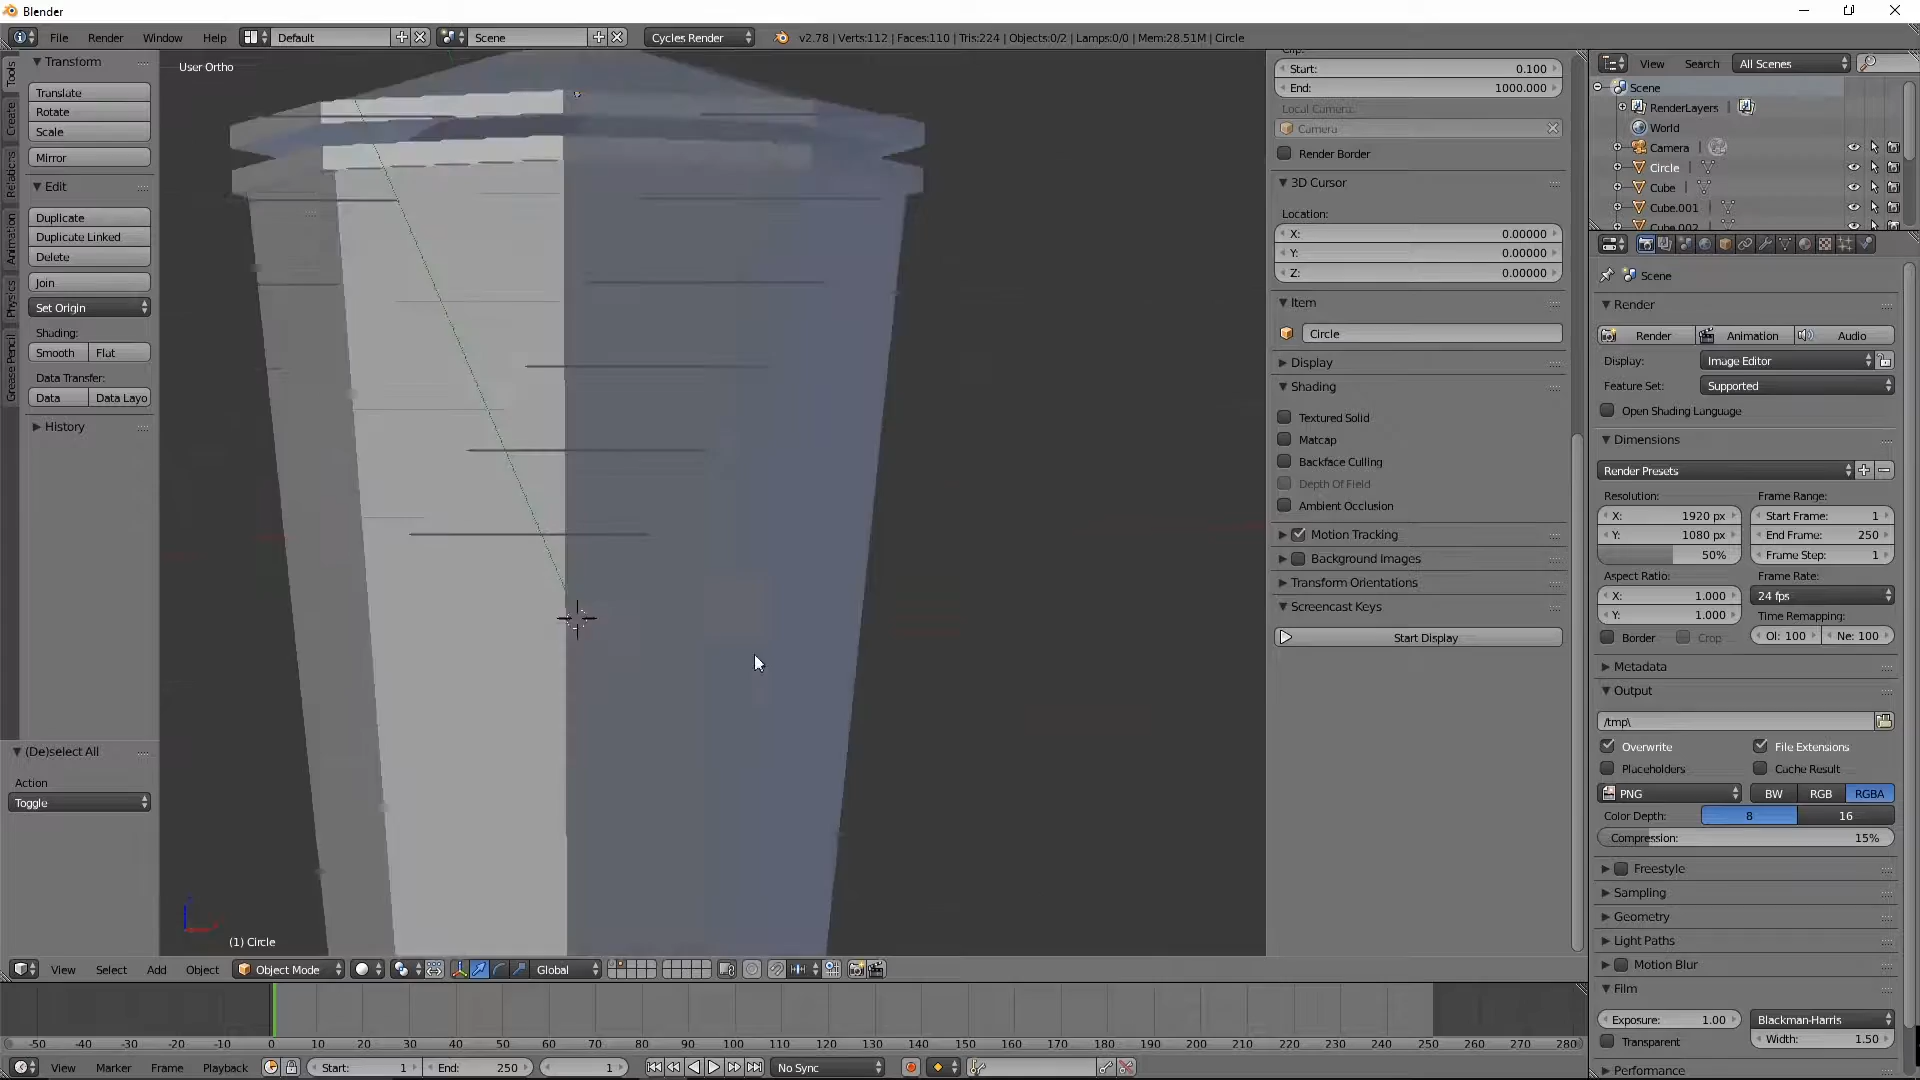 Blender
File Render Window Help Default Scene Cycles Render v2.78 | Verts:112 | Faces:110 | Tris:224 | Objects:0/2 | Lamps:0/0 | Mem:28.51M | Circle
Tools
Create
Relations
Animation
Physics
Grease Pencil
Transform
Translate
Rotate
Scale
Mirror
Edit
Duplicate
Duplicate Linked
Delete
Join
Set Origin
Shading:
Smooth Flat
Data Transfer:
Data Data Layo
History
(De)select All
Action
Toggle
User Ortho
(1) Circle
Start: 0.100
End: 1000.000
Local Camera:
Camera
Render Border
3D Cursor
Location:
X: 0.00000
Y: 0.00000
Z: 0.00000
Item
Circle
Display
Shading
Textured Solid
Matcap
Backface Culling
Depth Of Field
Ambient Occlusion
Motion Tracking
Background Images
Transform Orientations
Screencast Keys
Start Display
View Search All Scenes
Scene
RenderLayers
World
Camera
Circle
Cube
Cube.001
Cube.002
Scene
Render
Render Animation Audio
Display: Image Editor
Feature Set: Supported
Open Shading Language
Dimensions
Render Presets
Resolution: Frame Range:
X: 1920 px Start Frame: 1
Y: 1080 px End Frame: 250
50% Frame Step: 1
Aspect Ratio: Frame Rate:
X: 1.000 24 fps
Y: 1.000 Time Remapping:
Border Crop Ol: 100 Ne: 100
Metadata
Output
/tmp\
Overwrite File Extensions
Placeholders Cache Result
PNG BW RGB RGBA
Color Depth: 8 16
Compression: 15%
Freestyle
Sampling
Geometry
Light Paths
Motion Blur
Film
Exposure: 1.00 Blackman-Harris
Transparent Width: 1.50
Performance
View Select Add Object Object Mode Global
-50 -40 -30 -20 -10 0 10 20 30 40 50 60 70 80 90 100 110 120 130 140 150 160 170 180 190 200 210 220 230 240 250 260 270 280
View Marker Frame Playback Start: 1 End: 250 1 No Sync